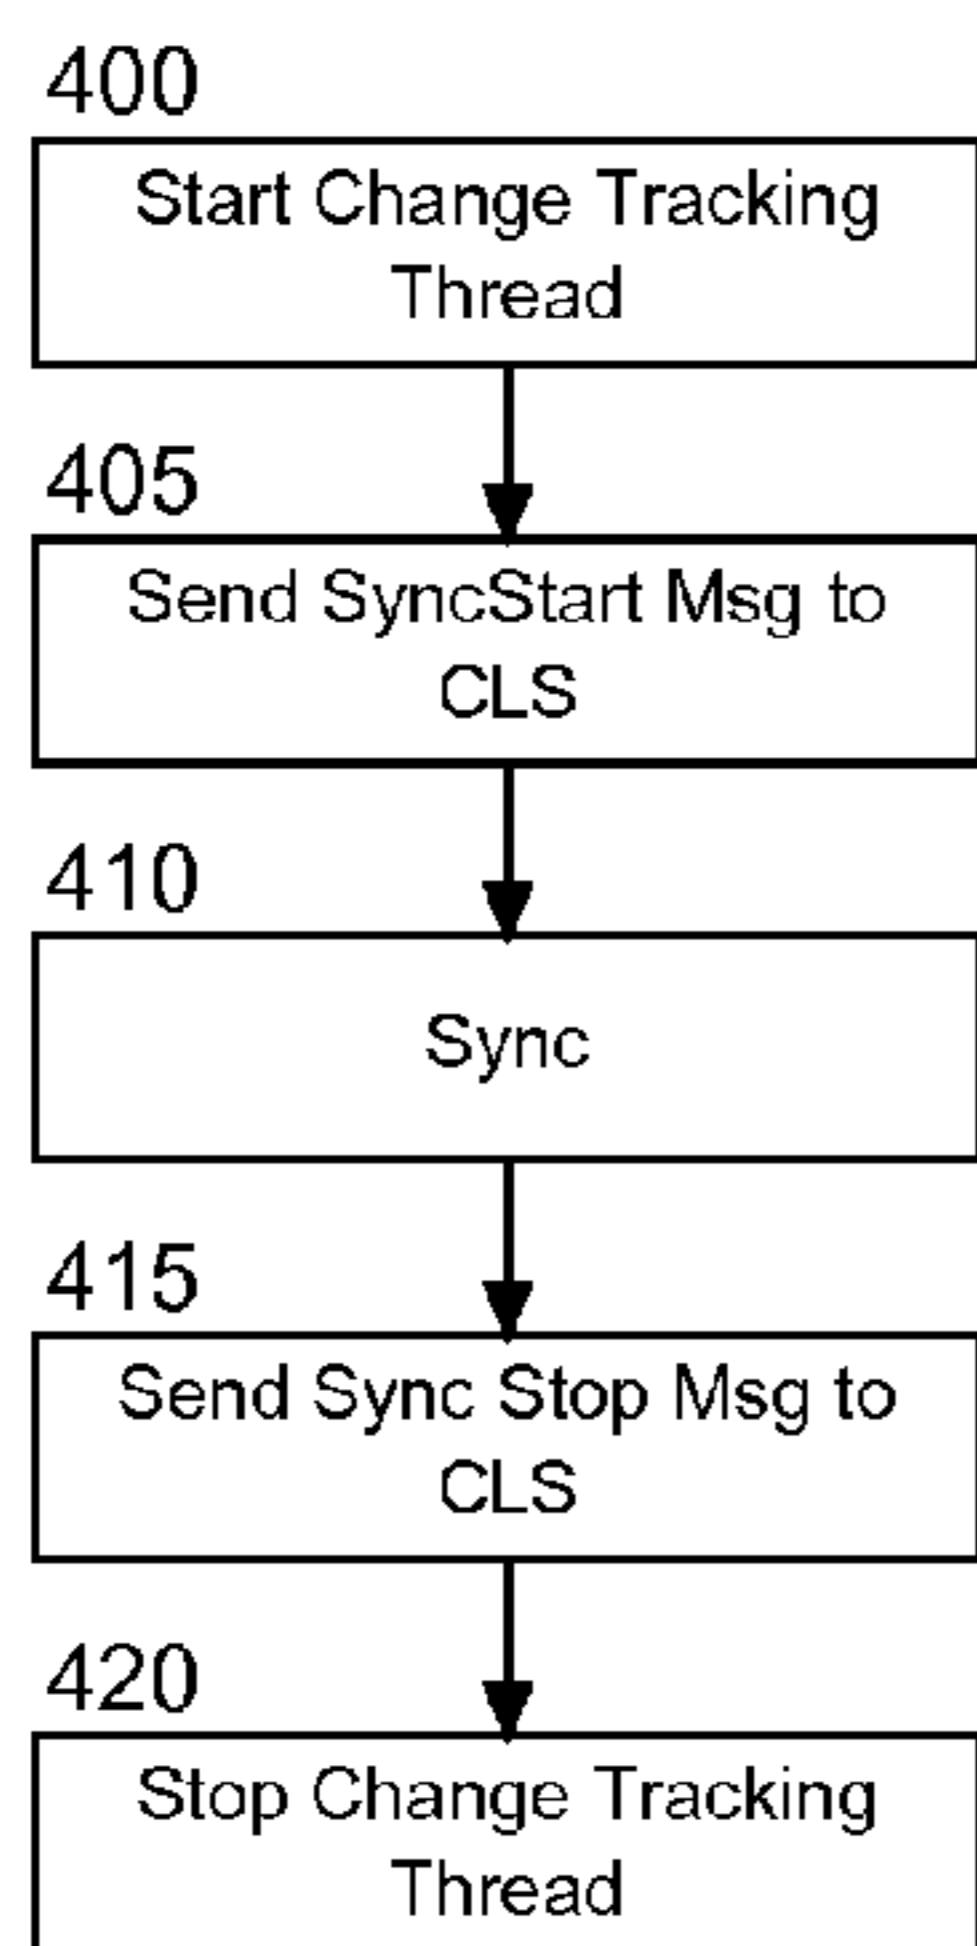 400
Start Change Tracking
Thread
405
Send SyncStart Msg to
CLS
410
Sync
415
Send Sync Stop Msg to
CLS
420
Stop Change Tracking
Thread